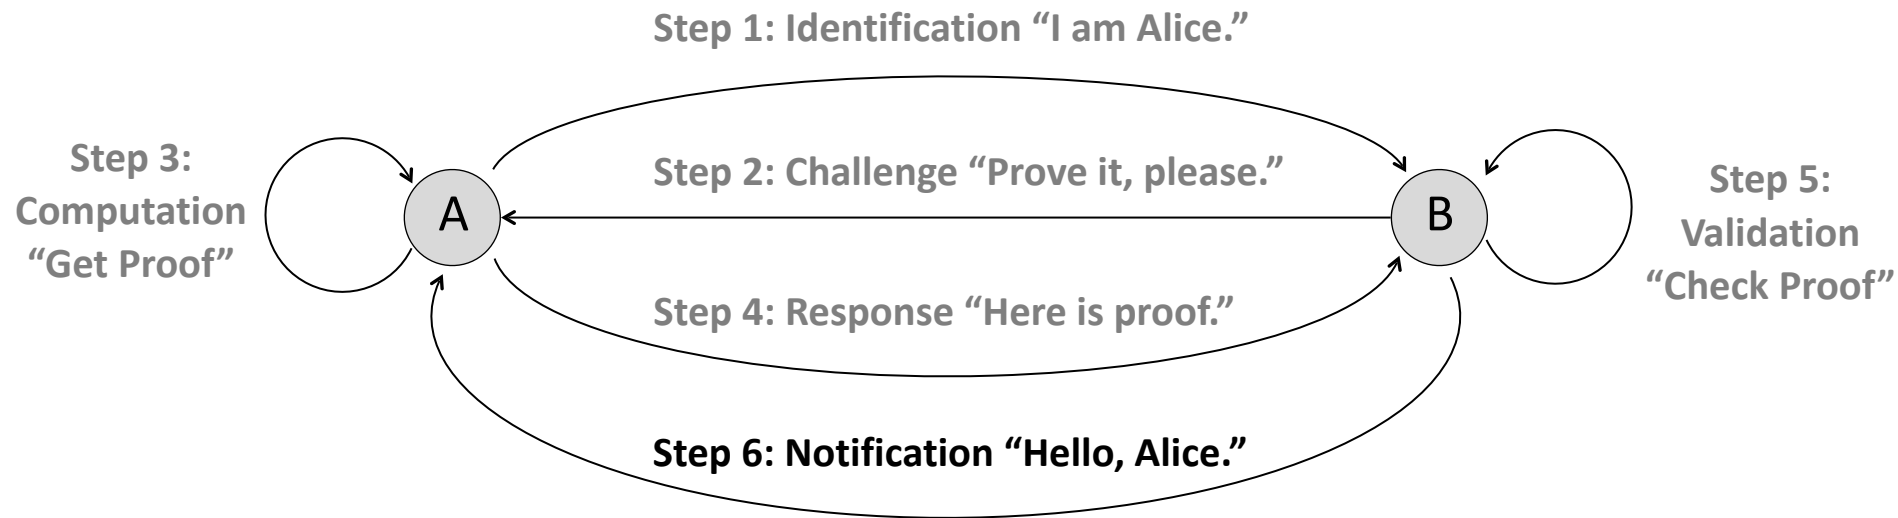 Step 1: Identification “I am Alice.”
Step 3:
Computation
“Get Proof”
A
Step 2: Challenge “Prove it, please.”
B
Step 5:
Validation
“Check Proof”
Step 4: Response “Here is proof.”
Step 6: Notification “Hello, Alice.”